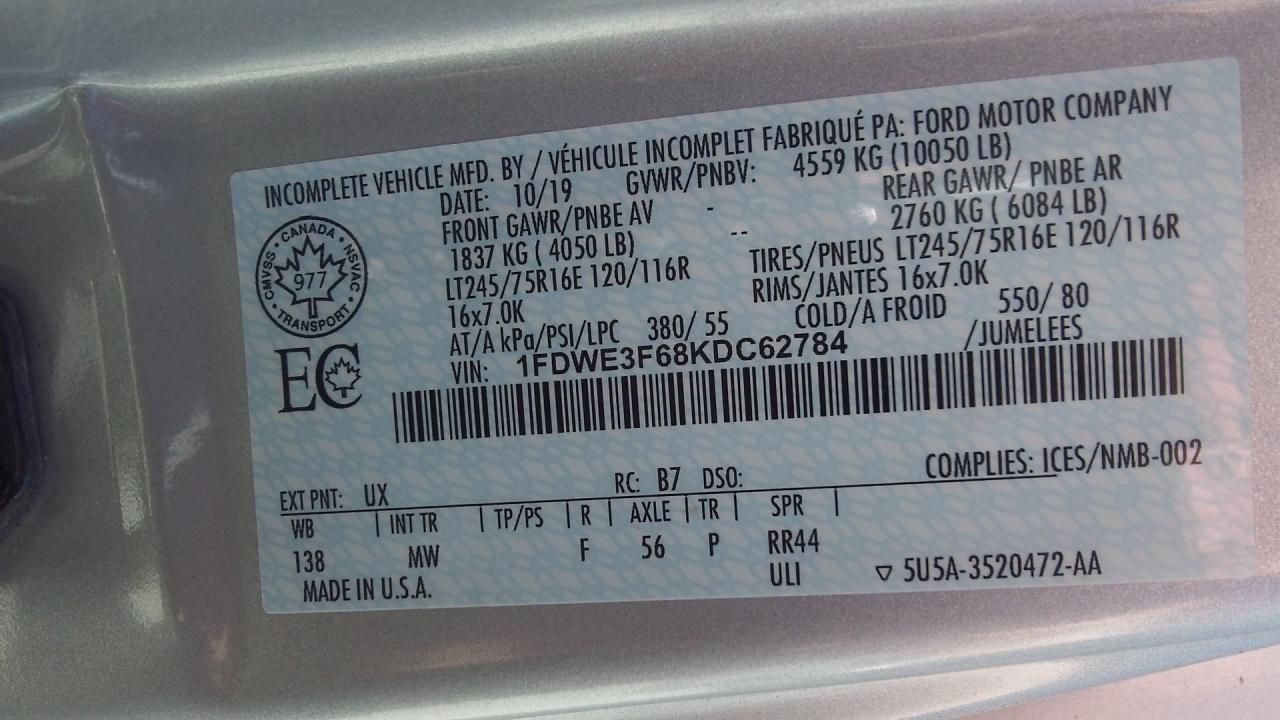 INCOMPLETE VEHICLE MFD. BY / VÉHICULE INCOMPLET FABRIQUÉ PA: FORD MOTOR COMPANY
DATE: 10/19 GVWR/PNBV: 4559 KG (10050 LB)
FRONT GAWR/PNBE AV - REAR GAWR/ PNBE AR
1837 KG ( 4050 LB) -- 2760 KG ( 6084 LB)
LT245/75R16E 120/116R TIRES/PNEUS LT245/75R16E 120/116R
16x7.0K RIMS/JANTES 16x7.0K
AT/A kPa/PSI/LPC 380/ 55 COLD/A FROID 550/ 80
VIN: 1FDWE3F68KDC62784 /JUMELEES
CMVSS • CANADA • NSVAC • TRANSPORT •
977
EC
COMPLIES: ICES/NMB-002
EXT PNT: UX RC: B7 DSO:
WB | INT TR | TP/PS | R | AXLE | TR | SPR |
138 MW F 56 P RR44
MADE IN U.S.A. ULI ▽ 5U5A-3520472-AA